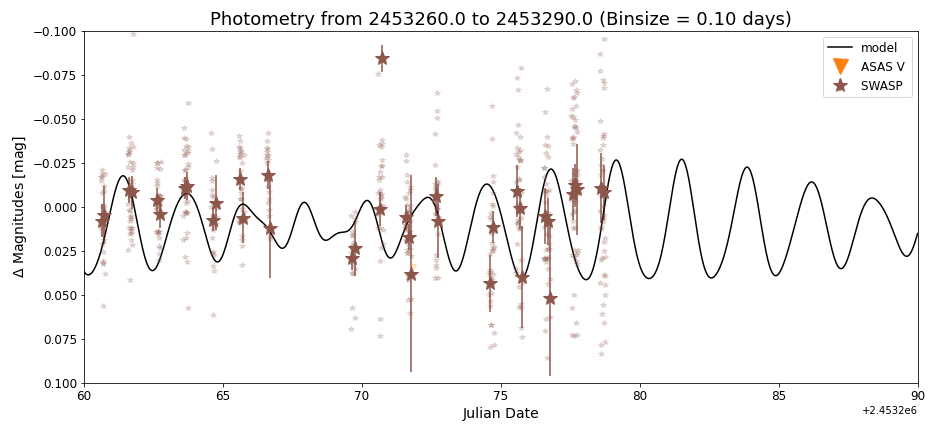 Photometry from 2453260.0 to 2453290.0 (Binsize = 0.10 days)
−0.100
−0.075
−0.050
−0.025
0.000
0.025
0.050
0.075
0.100
Δ Magnitudes [mag]
model
ASAS V
SWASP
60
65
70
75
80
85
90
+2.4532e6
Julian Date